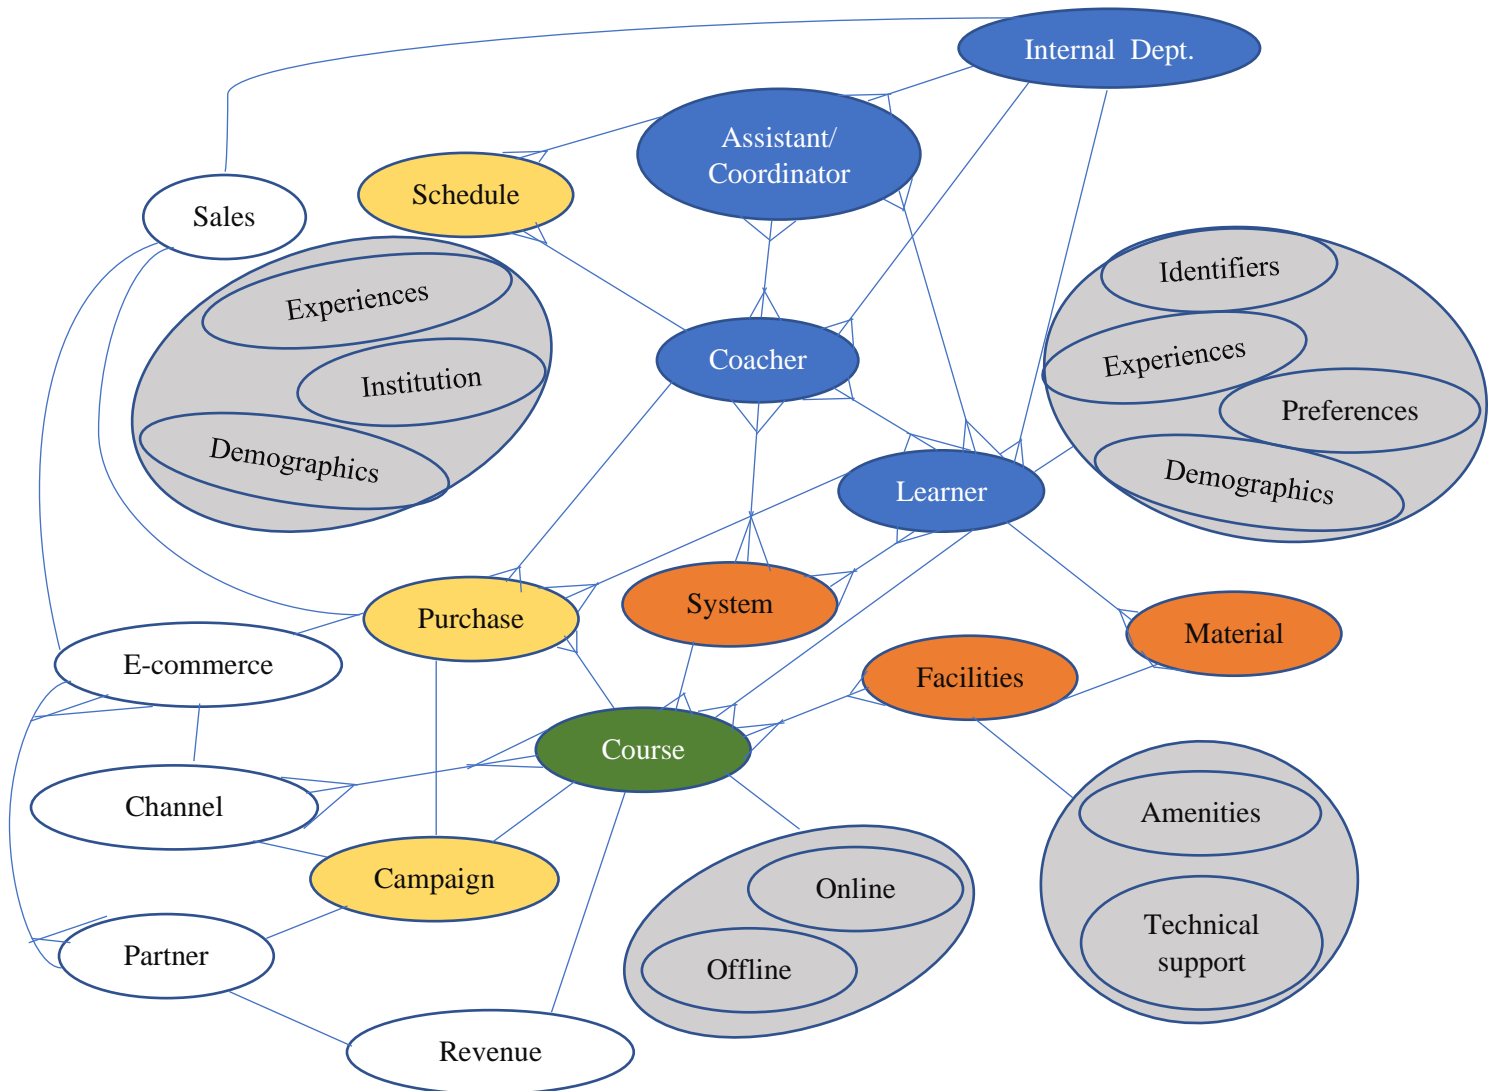 Internal  Dept.
Assistant/
Coordinator
Schedule
Sales
Identifiers
Experiences
Experiences
Institution
Coacher
Preferences
Demographics
Demographics
Learner
System
Purchase
Material
E-commerce
Facilities
Course
Channel
Amenities
Campaign
Online
Technical
support
Partner
Offline
Revenue